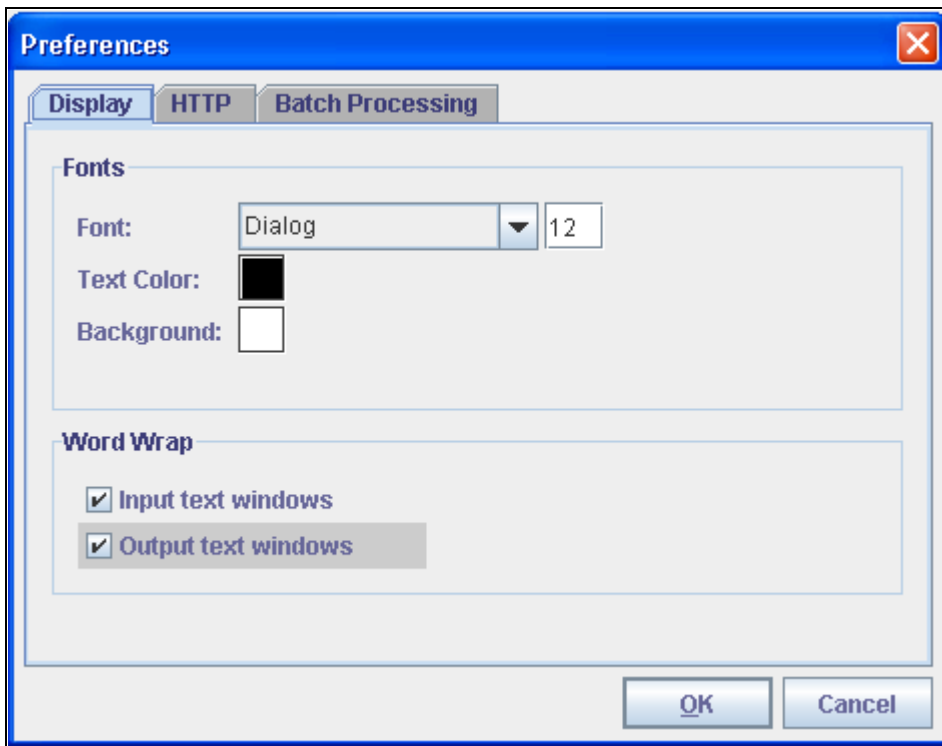 Preferences
Display HTTP Batch Processing
Fonts
Font: Dialog 12
Text Color:
Background:
Word Wrap
Input text windows
Output text windows
OK Cancel